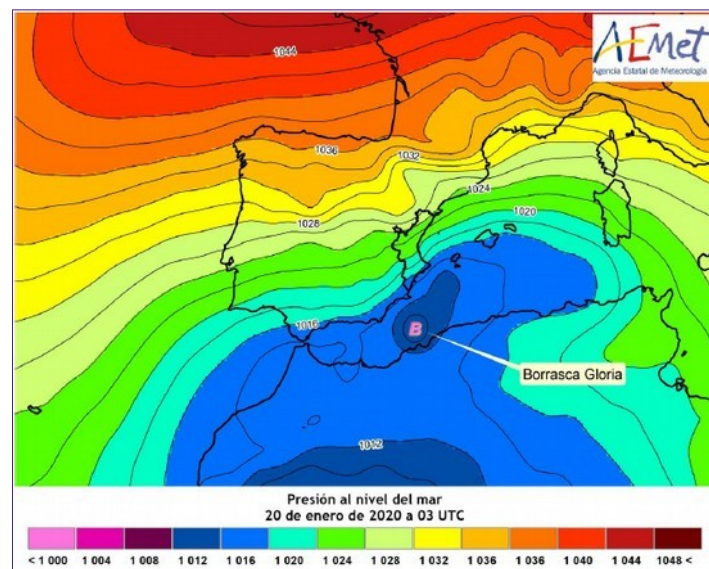 AEmet
Agencia Estatal de Meteorología
1044
1036
1032
1024
1028
1020
1016
B
Borrasca Gloria
1012
Presión al nivel del mar
20 de enero de 2020 a 03 UTC
< 1 000 1 004 1 008 1 012 1 016 1 020 1 024 1 028 1 032 1 036 1 036 1 040 1 044 1048 <